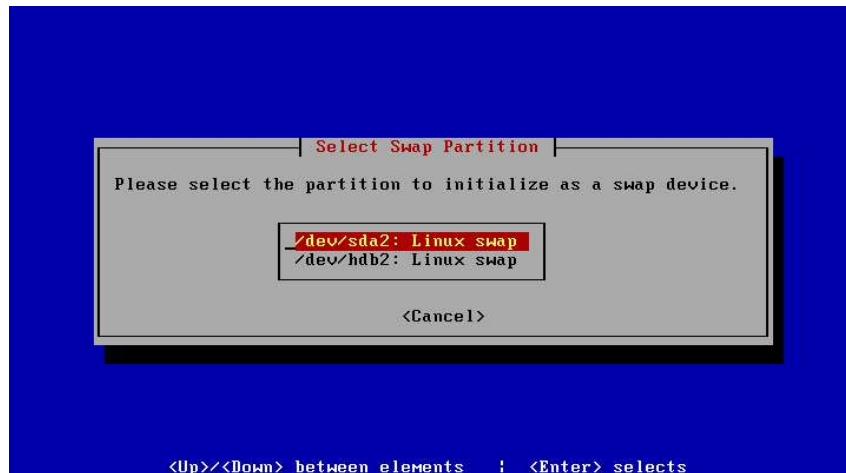 Select Swap Partition
Please select the partition to initialize as a swap device.
/dev/sda2: Linux swap
/dev/hdb2: Linux swap
<Cancel>
<Up>/<Down> between elements ¦ <Enter> selects